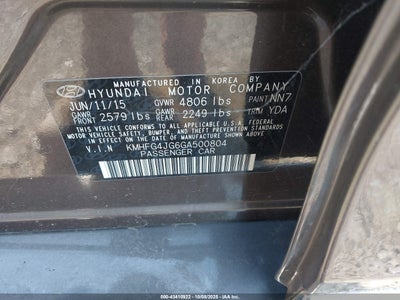 MANUFACTURED IN KOREA BY
HYUNDAI MOTOR COMPANY
JUN/11/15 GVWR 4806 lbs PAINT NN7
GAWR FRONT 2579 lbs GAWR REAR 2249 lbs TRIM YDA
THIS VEHICLE CONFORMS TO ALL APPLICABLE U.S.A FEDERAL
MOTOR VEHICLE SAFETY, BUMPER, AND THEFT PREVENTION
STANDARDS IN EFFECT ON THE DATE OF MANUFACTURE
SHOWN ABOVE.
V.I.N KMHFG4JG6GA500804
PASSENGER CAR
000-43410922 - 10/08/2025 - USA